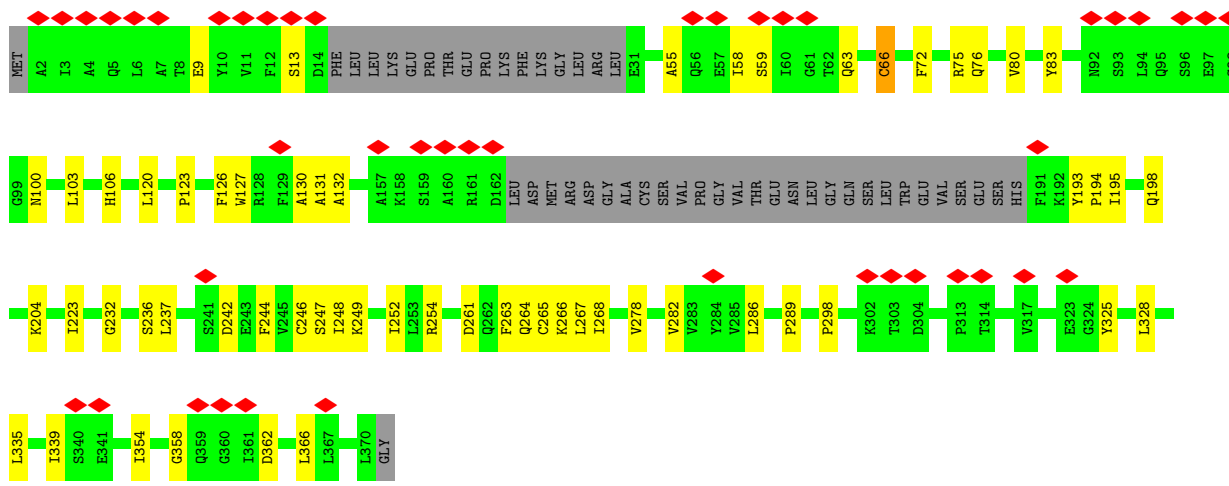 MET A2 I3 A4 Q5 L6 A7 T8 E9 Y10 V11 F12 S13 D14 PHE LEU LEU LYS GLY PRO THR GLU PRO LYS PHE LYS GLY LEU ARG LEU E31 A55 Q56 E57 I58 S59 I60 G61 T62 Q63 C66 F72 R75 Q76 V80 Y83 N92 S93 L94 Q95 S96 E97
G99 N100 L103 H106 L120 P123 F126 W127 R128 F129 A130 A131 A132 A157 K158 S159 A160 R161 D162 LEU ASP MET ARG ASP GLY ALA CYS SER VAL PRO GLY VAL THR GLU ASN LEU GLY GLN SER LEU TRP GLU VAL SER GLU SER HIS F191 K192 Y193 P194 I195 Q198
K204 I223 G232 S236 L237 S241 D242 E243 F244 V245 C246 S247 I248 K249 I252 L253 R254 D261 Q262 F263 Q264 C265 K266 L267 I268 V278 V282 V283 Y284 V285 L286 P289 P298 K302 T303 D304 P313 T314 V317 E323 G324 Y325 L328
L335 I339 S340 E341 I354 G358 Q359 G360 I361 D362 L366 L367 L370 GLY